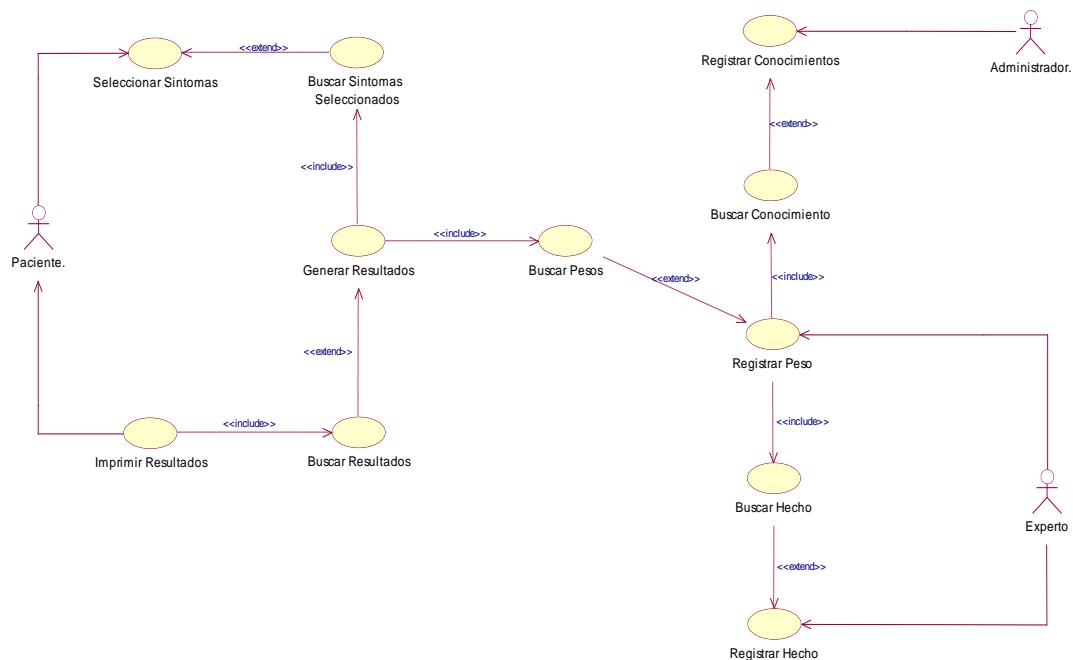 <<extend>>
Seleccionar Sintomas
Buscar Sintomas
Seleccionados
Registrar Conocimientos
Administrador.
<<extend>>
<<include>>
Buscar Conocimiento
Paciente.
Generar Resultados
<<include>>
Buscar Pesos
<<extend>>
<<include>>
Registrar Peso
<<extend>>
Imprimir Resultados
<<include>>
Buscar Resultados
<<include>>
Buscar Hecho
Experto
<<extend>>
Registrar Hecho